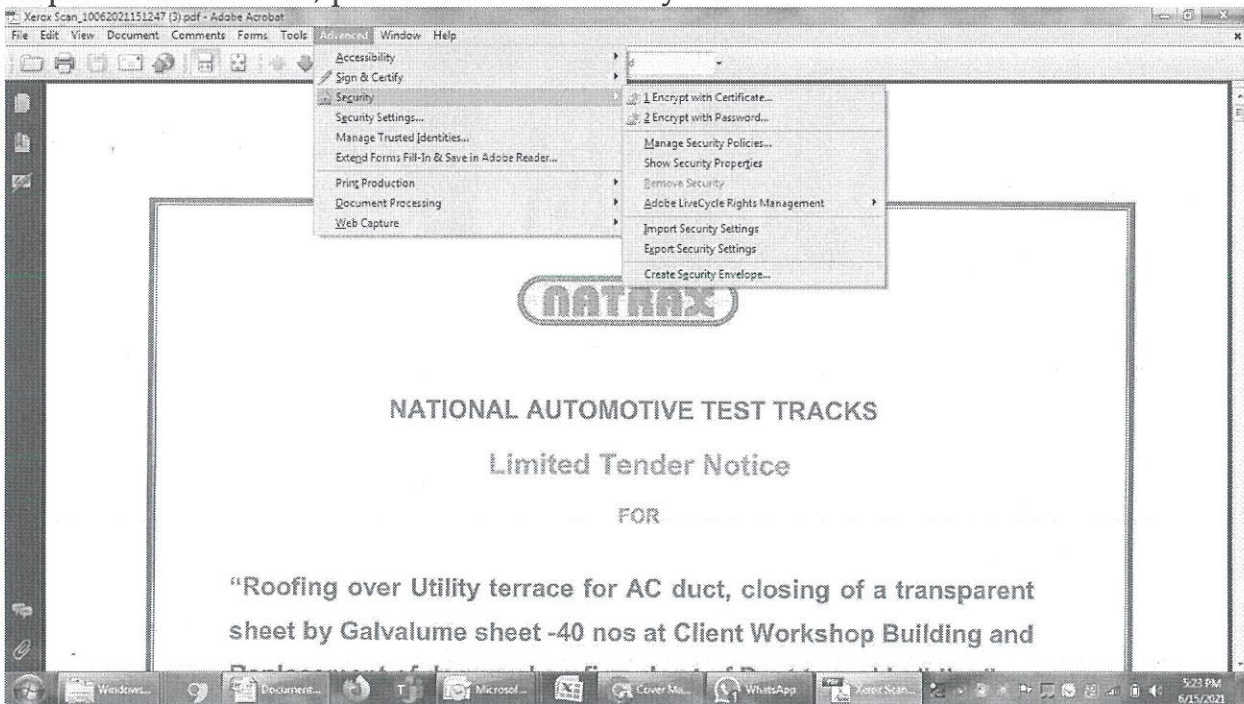 Xerox Scan_10062021151247 (3).pdf - Adobe Acrobat
File Edit View Document Comments Forms Tools Advanced Window Help
Accessibility
Sign & Certify
Security
Security Settings...
Manage Trusted Identities...
Extend Forms Fill-In & Save in Adobe Reader...
Print Production
Document Processing
Web Capture
1 Encrypt with Certificate...
2 Encrypt with Password...
Manage Security Policies...
Show Security Properties
Remove Security
Adobe LiveCycle Rights Management
Import Security Settings
Export Security Settings
Create Security Envelope...
NATRAX
NATIONAL AUTOMOTIVE TEST TRACKS
Limited Tender Notice
FOR
“Roofing over Utility terrace for AC duct, closing of a transparent
sheet by Galvalume sheet -40 nos at Client Workshop Building and
Windows... Document... Microsof... Cover Ma... WhatsApp Xerox Scan...
5:23 PM
6/15/2021